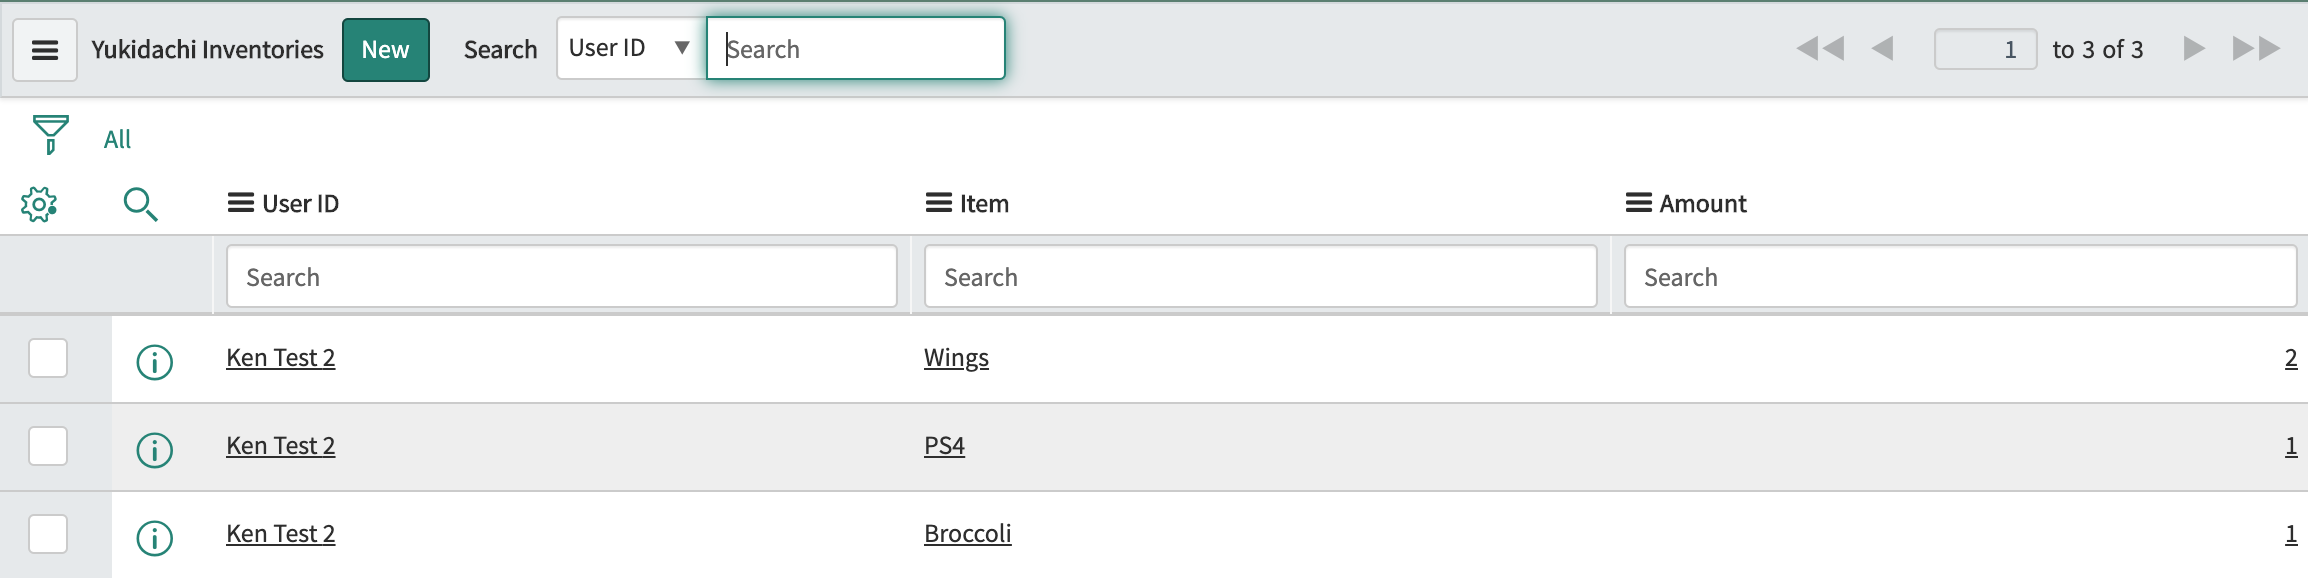 Yukidachi Inventories New Search User ID Search 1 to 3 of 3
All
User ID Item Amount
Search Search Search
Ken Test 2 Wings 2
Ken Test 2 PS4 1
Ken Test 2 Broccoli 1